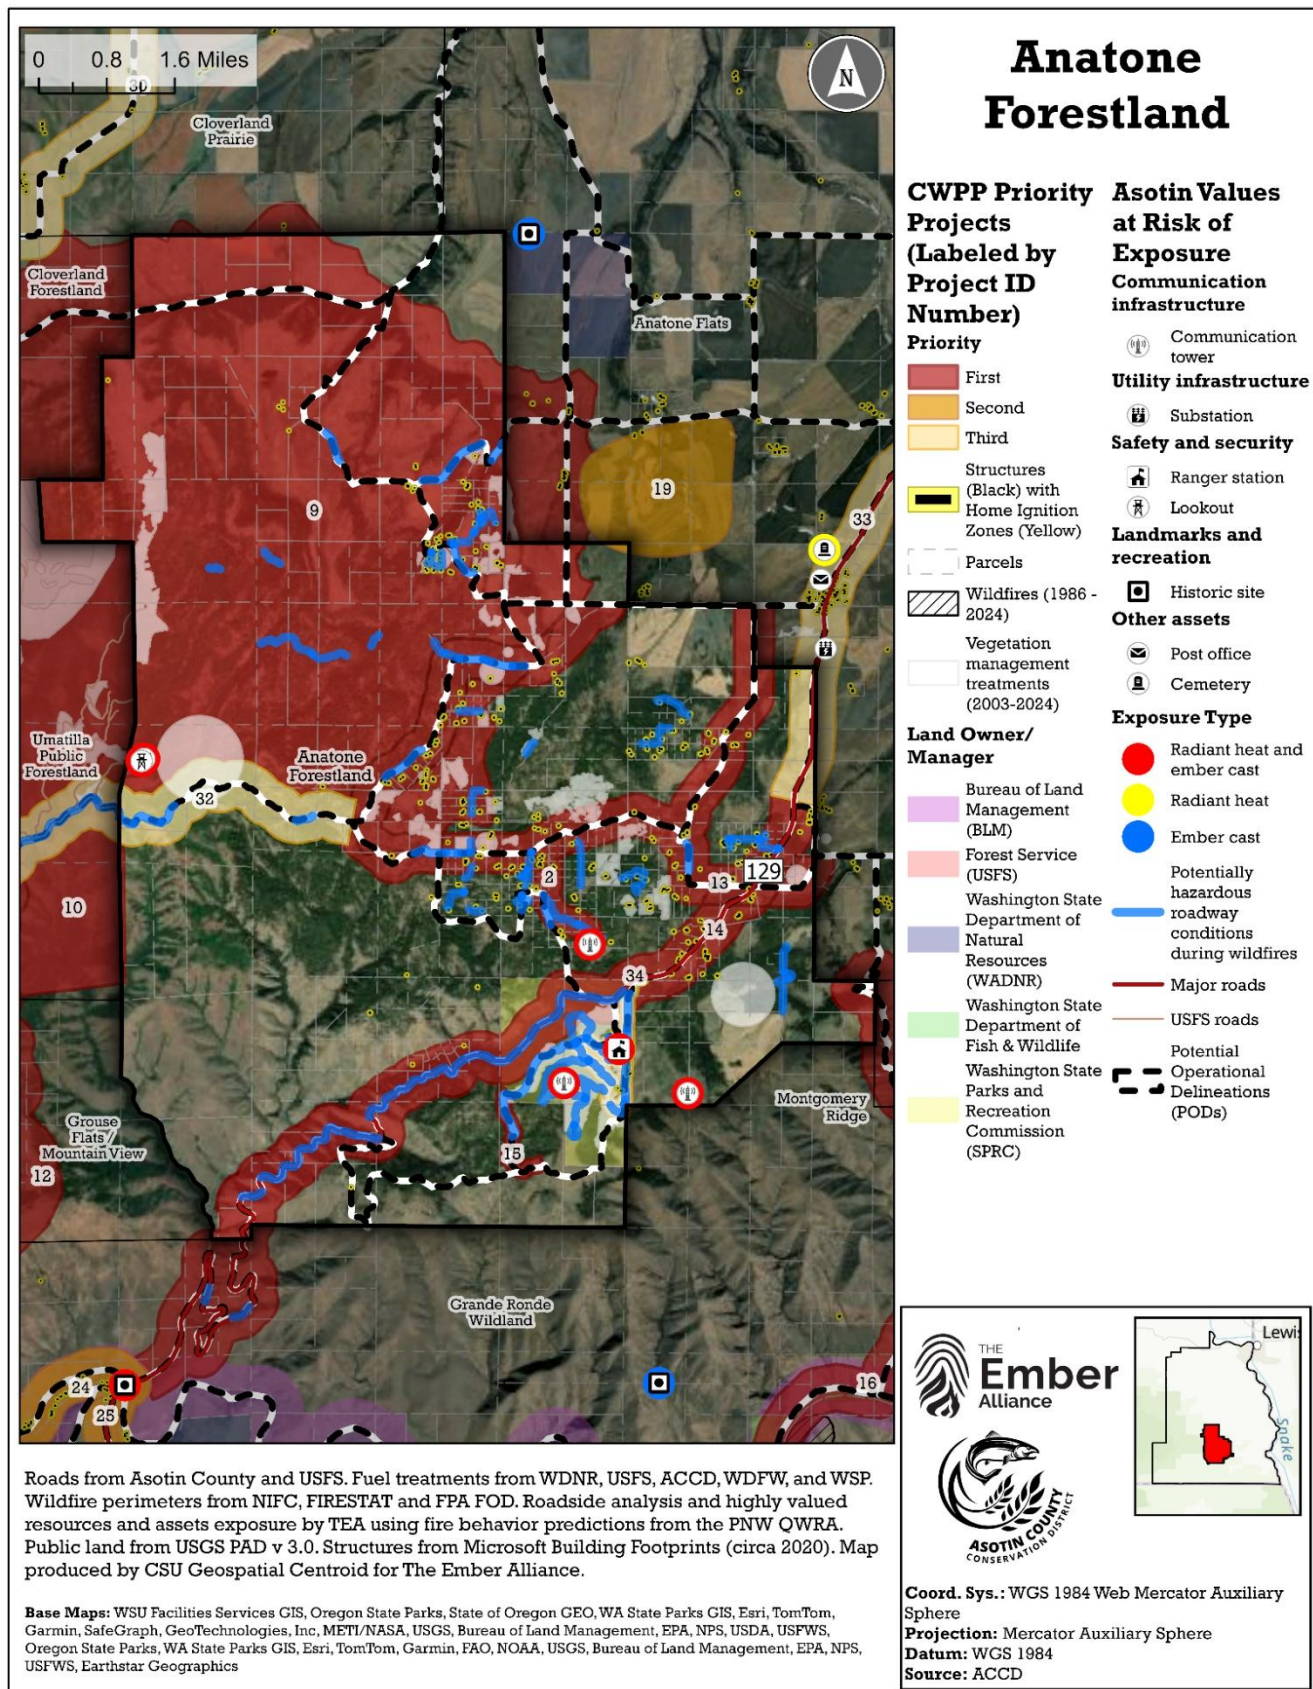 0 0.8 1.6 Miles
30
N
Cloverland
Prairie
Cloverland
Forestland
Anatone Flats
9
19
33
Umatilla
Public
Forestland
Anatone
Forestland
32
10
2
129
13
14
34
Montgomery
Ridge
Grouse
Flats /
Mountain View
12
15
Grande Ronde
Wildland
24
25
16
Anatone
Forestland
CWPP Priority
Projects
(Labeled by
Project ID
Number)
Priority
First
Second
Third
Structures
(Black) with
Home Ignition
Zones (Yellow)
Parcels
Wildfires (1986 -
2024)
Vegetation
management
treatments
(2003-2024)
Land Owner/
Manager
Bureau of Land
Management
(BLM)
Forest Service
(USFS)
Washington State
Department of
Natural
Resources
(WADNR)
Washington State
Department of
Fish & Wildlife
Washington State
Parks and
Recreation
Commission
(SPRC)
Asotin Values
at Risk of
Exposure
Communication
infrastructure
Communication
tower
Utility infrastructure
Substation
Safety and security
Ranger station
Lookout
Landmarks and
recreation
Historic site
Other assets
Post office
Cemetery
Exposure Type
Radiant heat and
ember cast
Radiant heat
Ember cast
Potentially
hazardous
roadway
conditions
during wildfires
Major roads
USFS roads
Potential
Operational
Delineations
(PODs)
THE
Ember
Alliance
ASOTIN COUNTY
CONSERVATION DISTRICT
Lewis
Snake
Coord. Sys.: WGS 1984 Web Mercator Auxiliary
Sphere
Projection: Mercator Auxiliary Sphere
Datum: WGS 1984
Source: ACCD
Roads from Asotin County and USFS. Fuel treatments from WDNR, USFS, ACCD, WDFW, and WSP.
Wildfire perimeters from NIFC, FIRESTAT and FPA FOD. Roadside analysis and highly valued
resources and assets exposure by TEA using fire behavior predictions from the PNW QWRA.
Public land from USGS PAD v 3.0. Structures from Microsoft Building Footprints (circa 2020). Map
produced by CSU Geospatial Centroid for The Ember Alliance.
Base Maps: WSU Facilities Services GIS, Oregon State Parks, State of Oregon GEO, WA State Parks GIS, Esri, TomTom,
Garmin, SafeGraph, GeoTechnologies, Inc, METI/NASA, USGS, Bureau of Land Management, EPA, NPS, USDA, USFWS,
Oregon State Parks, WA State Parks GIS, Esri, TomTom, Garmin, FAO, NOAA, USGS, Bureau of Land Management, EPA, NPS,
USFWS, Earthstar Geographics